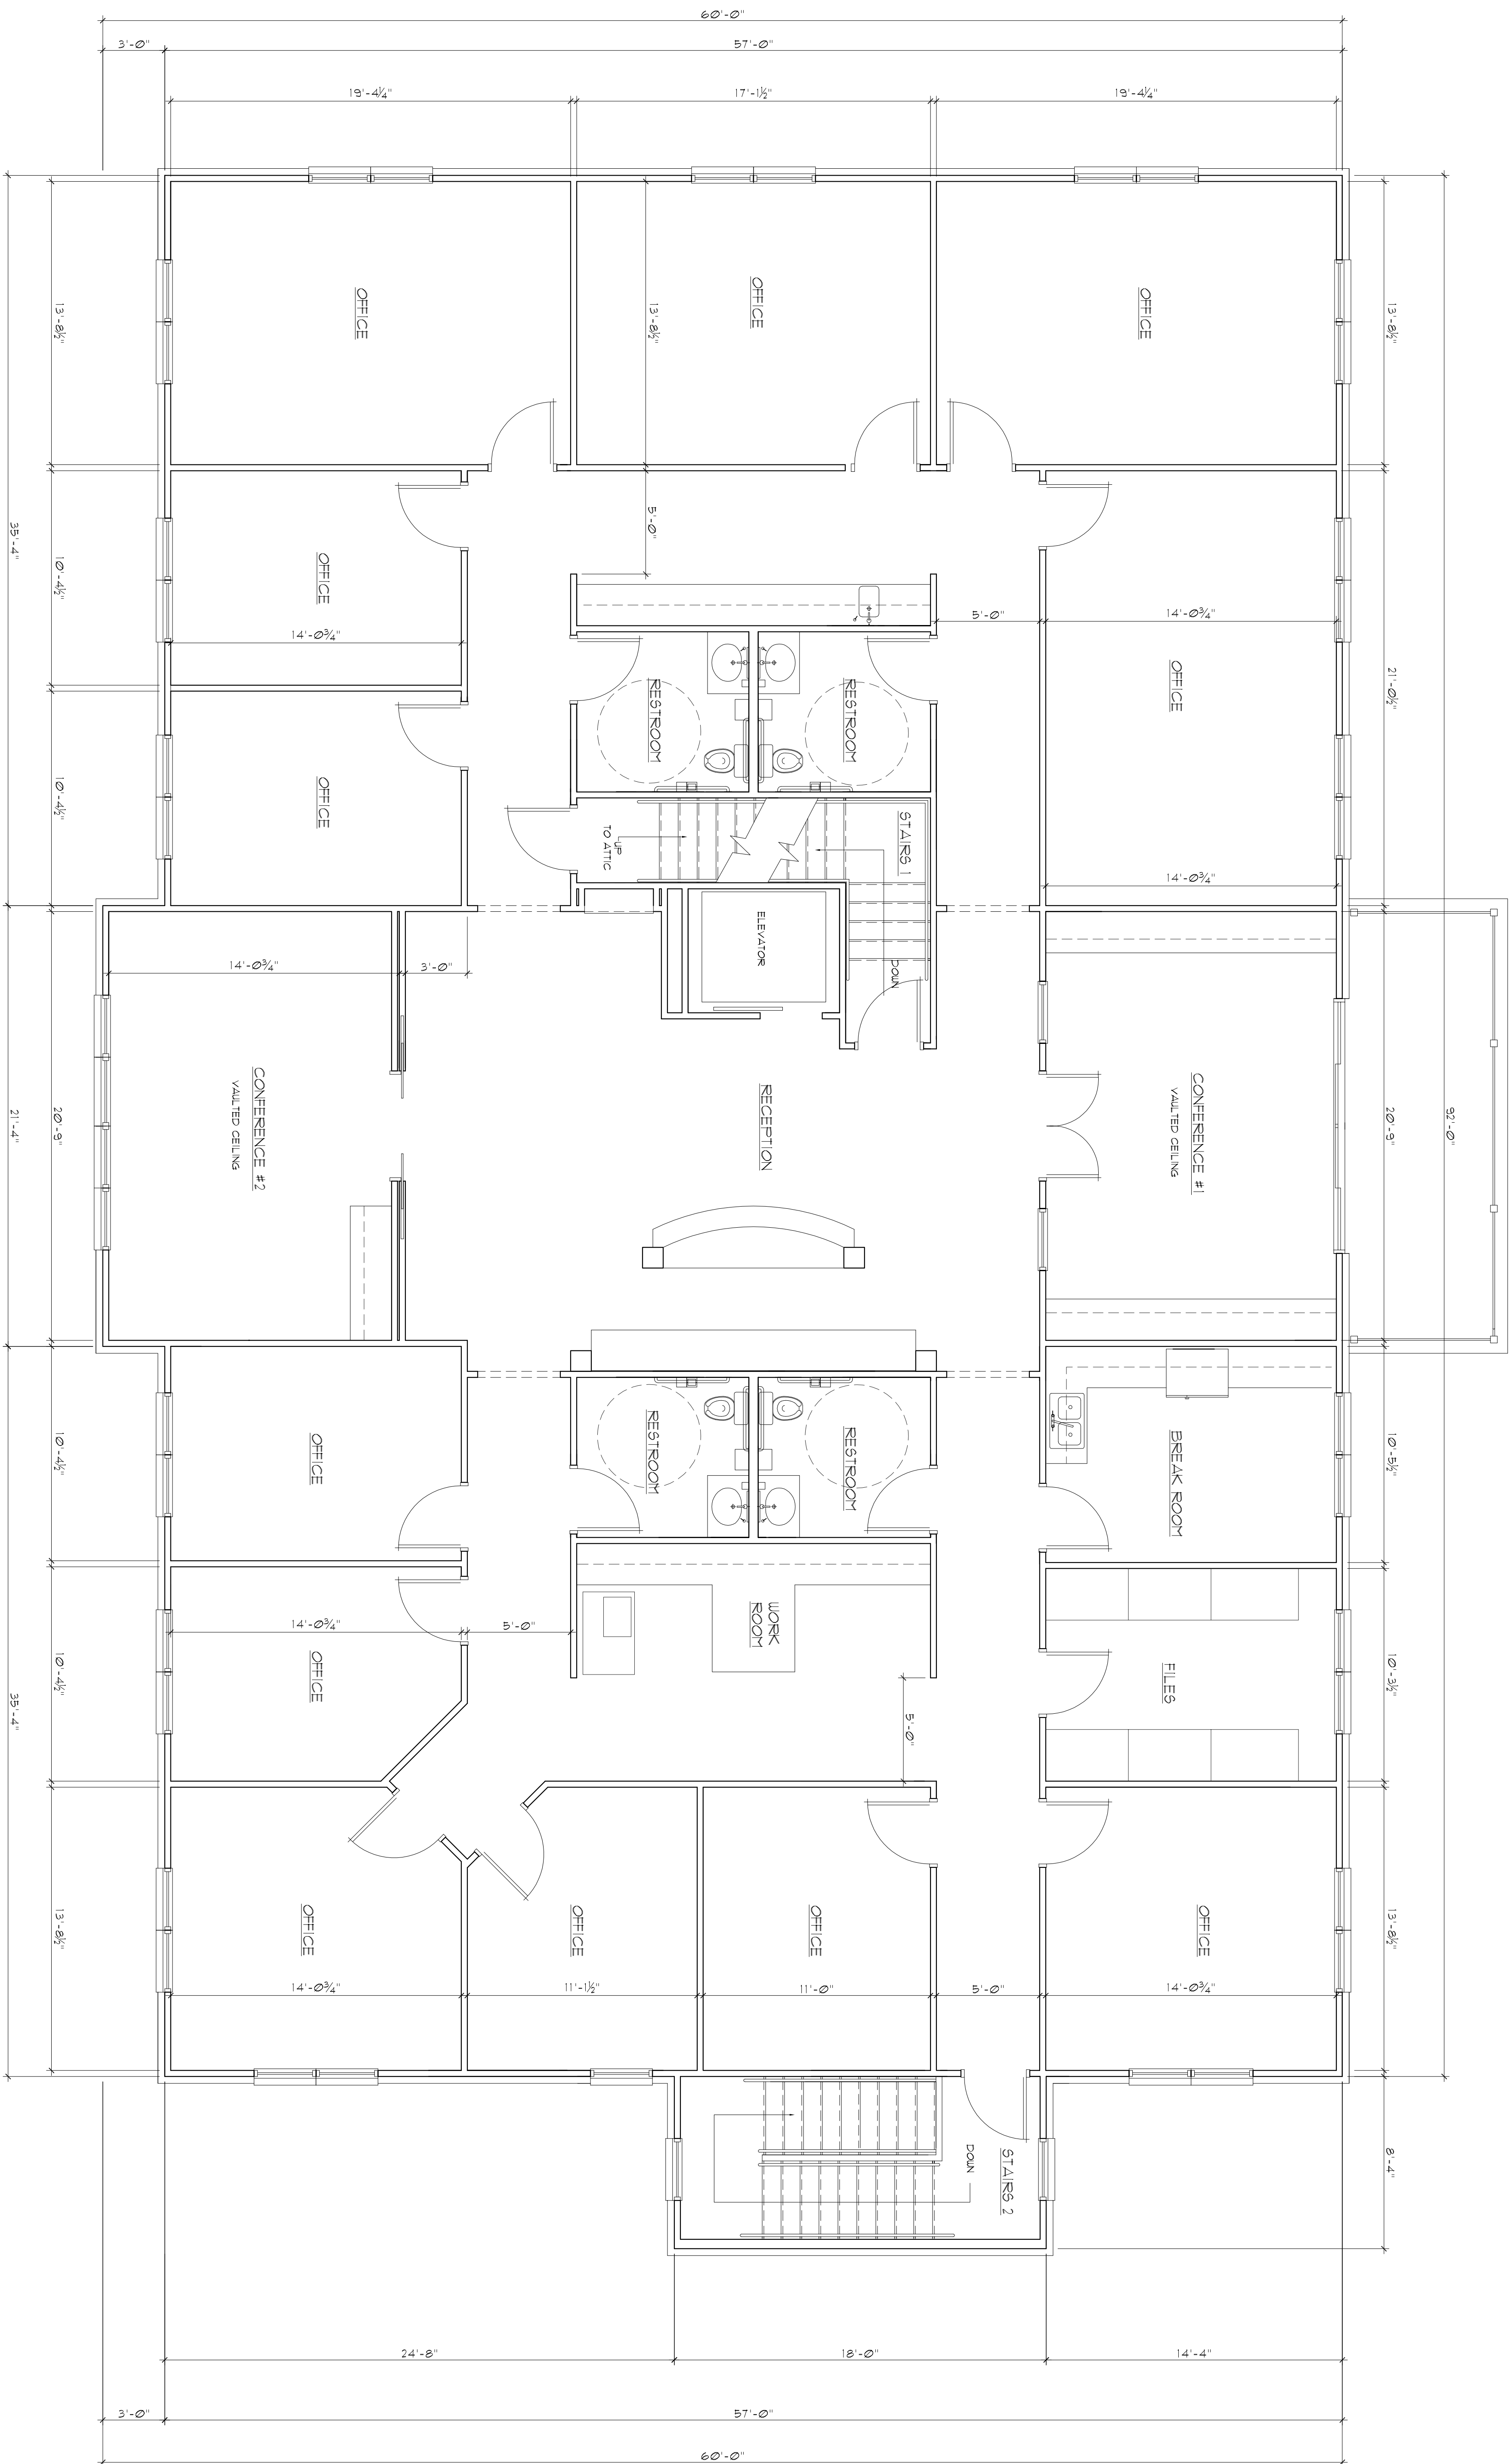 60'-0"
3'-0"
57'-0"
19'-4¼"
17'-1½"
19'-4¼"
OFFICE
OFFICE
OFFICE
13'-8½"
13'-8½"
13'-8½"
35'-4"
10'-4½"
OFFICE
14'-0¾"
5'-0"
5'-0"
14'-0¾"
21'-0½"
92'-0"
OFFICE
RESTROOM
RESTROOM
10'-4½"
OFFICE
UP
TO ATTIC
STAIRS 1
14'-0¾"
ELEVATOR
DOWN
14'-0¾"
3'-0"
21'-4"
20'-9"
CONFERENCE #2
VAULTED CEILING
RECEPTION
CONFERENCE #1
VAULTED CEILING
20'-9"
10'-4½"
OFFICE
RESTROOM
RESTROOM
BREAK ROOM
10'-5½"
35'-4"
10'-4½"
14'-0¾"
OFFICE
5'-0"
WORK
ROOM
5'-0"
FILES
10'-3½"
13'-8½"
OFFICE
OFFICE
OFFICE
OFFICE
13'-8½"
14'-0¾"
11'-1½"
11'-0"
5'-0"
14'-0¾"
DOWN
STAIRS 2
8'-4"
24'-8"
18'-0"
14'-4"
3'-0"
57'-0"
60'-0"